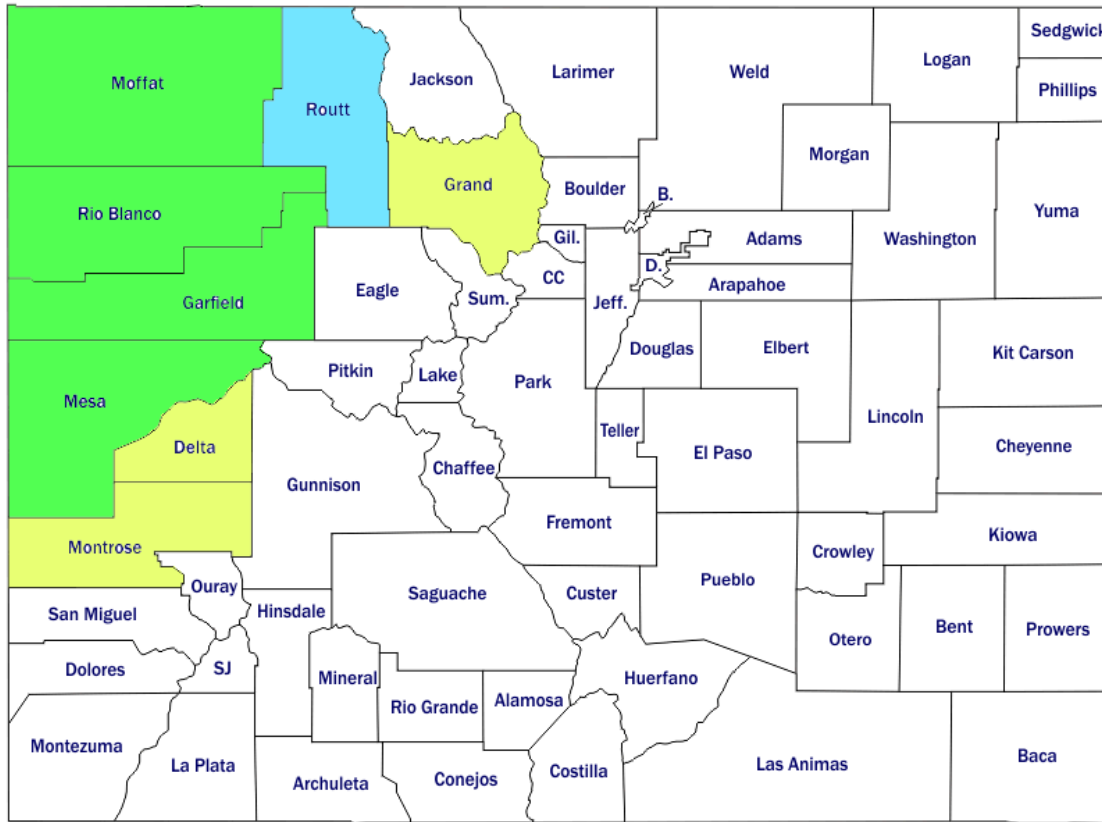 Sedgwick
Logan
Weld
Larimer
Jackson
Moffat
Routt
Phillips
Morgan
Grand
Boulder
B.
Yuma
Rio Blanco
Gil.
Adams
Washington
D.
CC
Arapahoe
Eagle
Sum.
Garfield
Jeff.
Douglas
Elbert
Kit Carson
Pitkin
Lake
Park
Mesa
Lincoln
Teller
Delta
Cheyenne
El Paso
Chaffee
Gunnison
Fremont
Kiowa
Montrose
Crowley
Pueblo
Ouray
Saguache
Custer
San Miguel
Hinsdale
Bent
Prowers
Otero
Dolores
SJ
Mineral
Huerfano
Alamosa
Rio Grande
Montezuma
Baca
La Plata
Las Animas
Costilla
Conejos
Archuleta